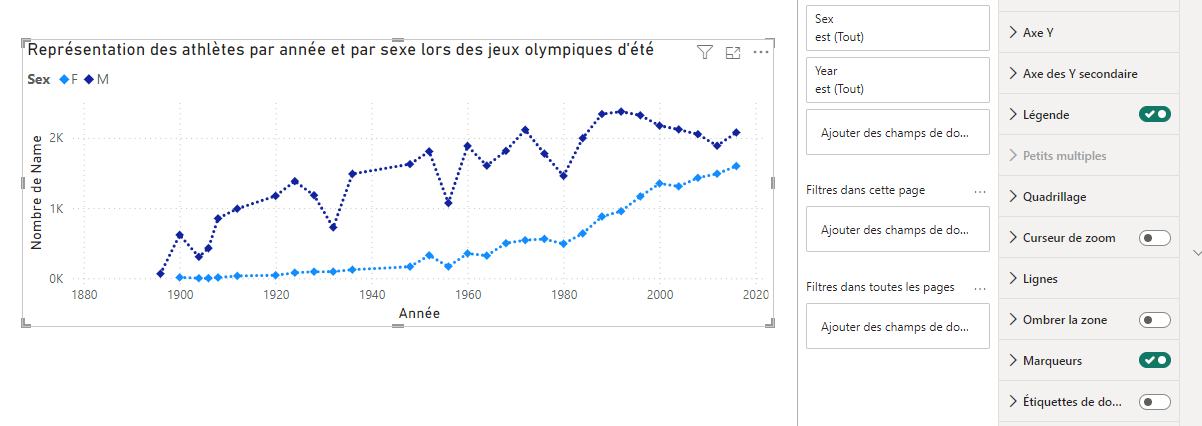 Représentation des athlètes par année et par sexe lors des jeux olympiques d'été
Sex F M
Nombre de Name
2K
1K
0K
1880 1900 1920 1940 1960 1980 2000 2020
Année
Sex
est (Tout)
Year
est (Tout)
Ajouter des champs de do...
Filtres dans cette page ...
Ajouter des champs de do...
Filtres dans toutes les pages ...
Ajouter des champs de do...
Axe Y
Axe des Y secondaire
Légende
Petits multiples
Quadrillage
Curseur de zoom
Lignes
Ombrer la zone
Marqueurs
Étiquettes de do...